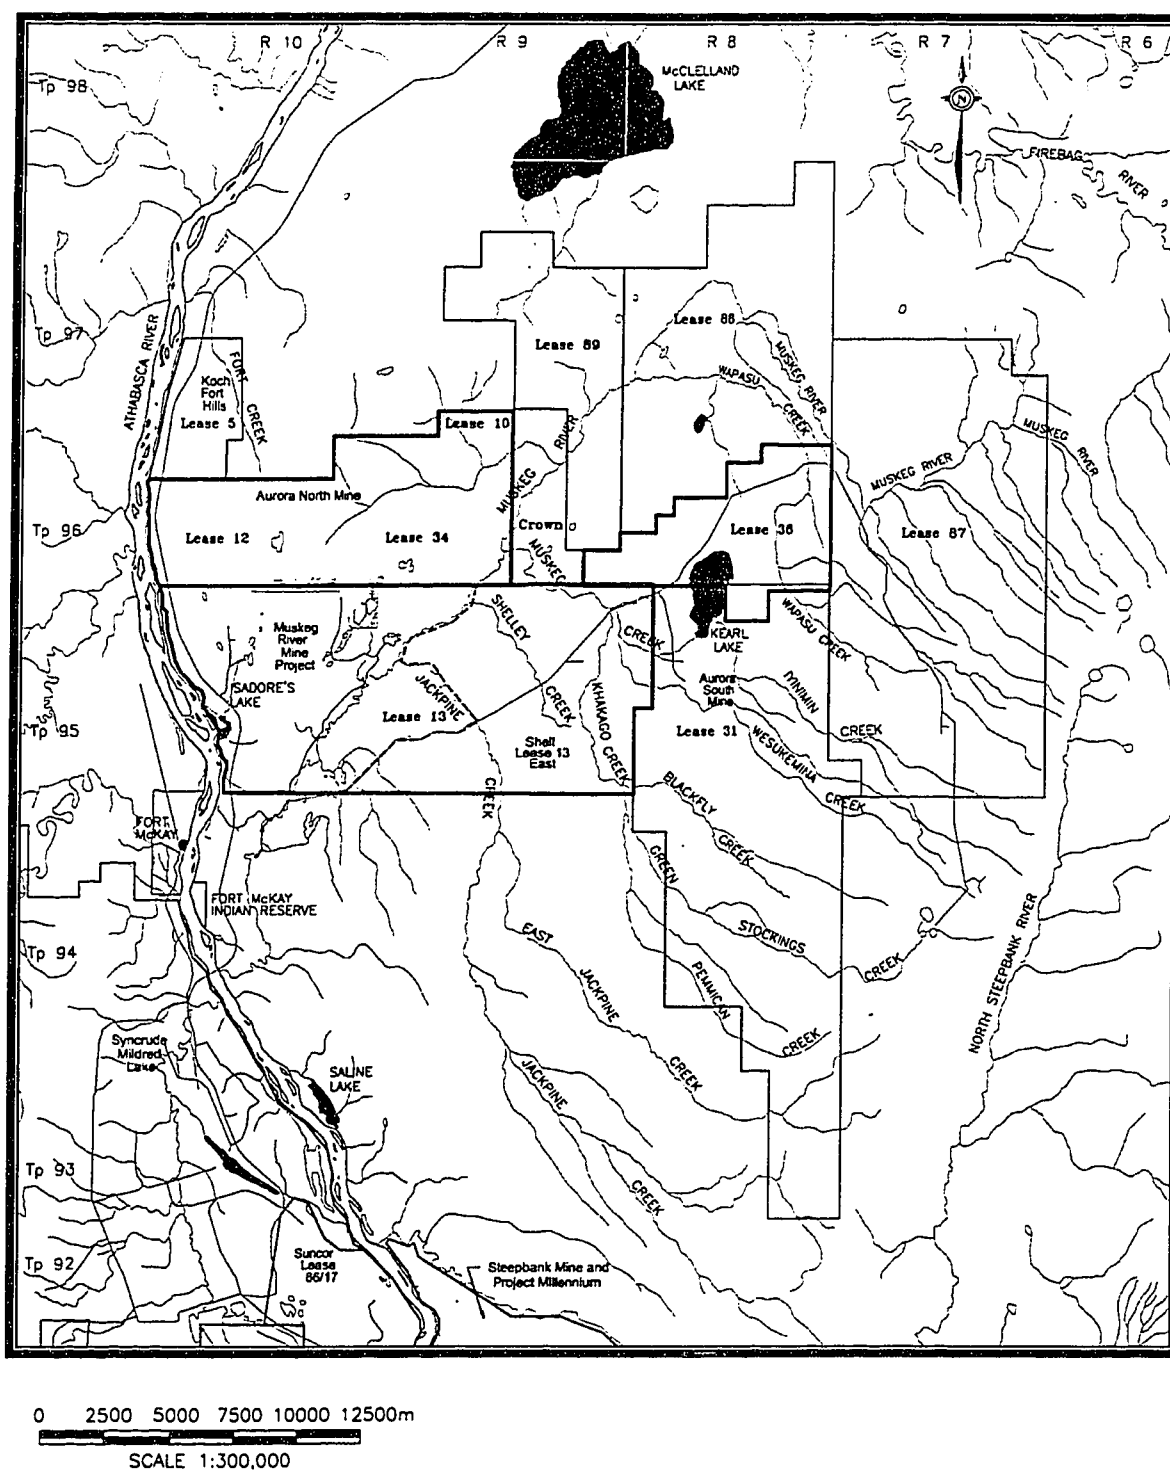 R 10
R 9
R 8
R 7
R 6
Tp 98
McCLELLAND
LAKE
N
FIREBAG
RIVER
Tp 97
ATHABASCA RIVER
Koch
Fort
Hills
Lease 5
FORT
CREEK
Lease 89
Lease 88
MUSKEG RIVER
WAPASU
CREEK
Lease 10
MUSKEG
RIVER
MUSKEG RIVER
MUSKEG RIVER
Aurora North Mine
Tp 96
Lease 12
Lease 34
Crown
Lease 36
Lease 87
MUSKEG
CREEK
SHELLEY
CREEK
Muskeg
River
Mine
Project
KEARL
LAKE
WAPASU CREEK
SADORE'S
LAKE
JACKPINE
CREEK
KHAKAGO CREEK
Aurora
South
Mine
IYINIMIN
CREEK
Tp 95
Lease 13
Shell
Lease 13
East
Lease 31
WESUKEMINA
CREEK
BLACKFLY
CREEK
FORT
McKAY
GREEN
STOCKINGS
CREEK
FORT McKAY
INDIAN RESERVE
Tp 94
EAST
JACKPINE
CREEK
PEMMICAN
CREEK
NORTH STEEPBANK RIVER
Syncrude
Mildred
Lake
SALINE
LAKE
JACKPINE
CREEK
Tp 93
Tp 92
Suncor
Lease
86/17
Steepbank Mine and
Project Millennium
0 2500 5000 7500 10000 12500m
SCALE 1:300,000